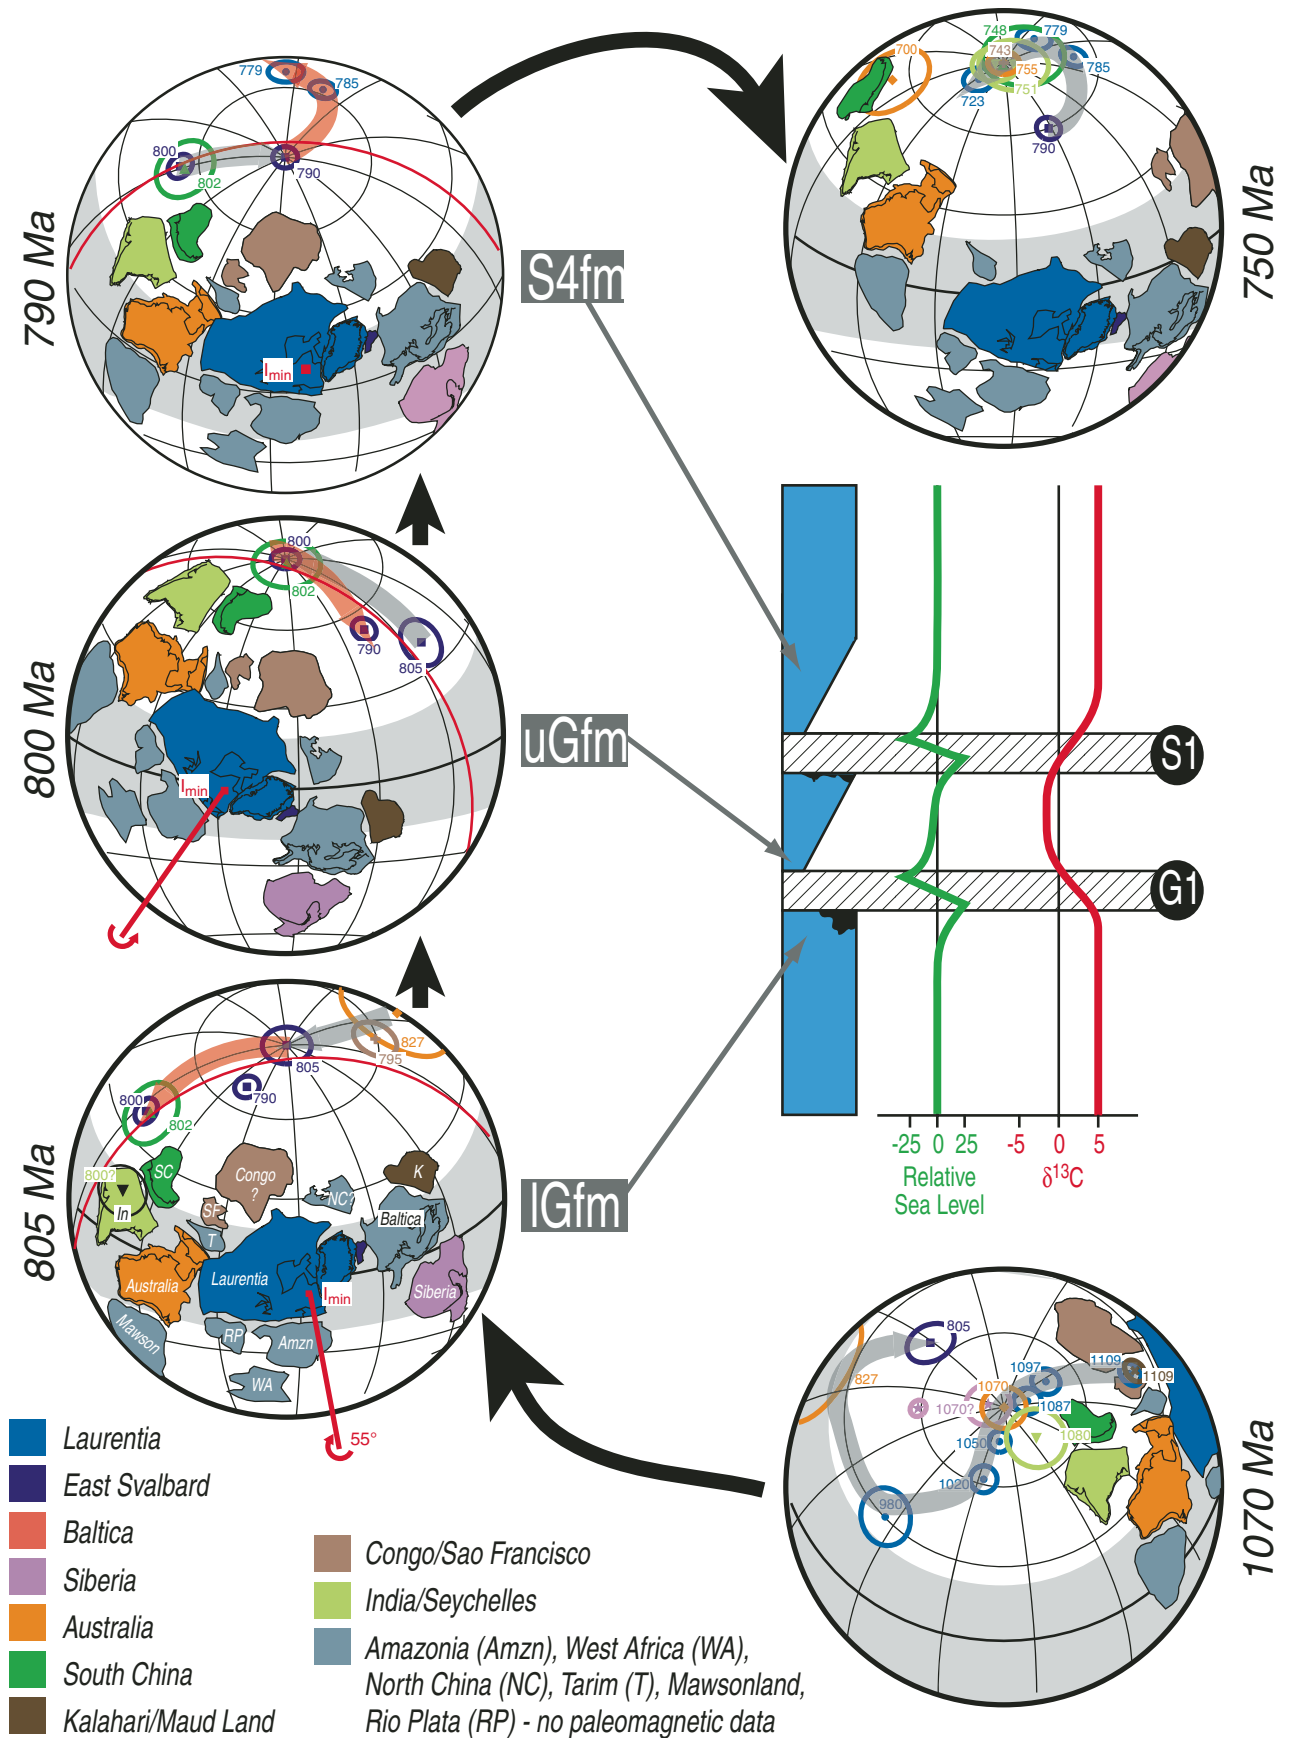 790 Ma
779
785
800
802
790
Imin
S4fm
750 Ma
748
779
700
743
785
755
751
723
790
800 Ma
800
802
790
805
Imin
uGfm
S1
G1
-25 0 25
-5 0 5
Relative
Sea Level
δ13C
805 Ma
827
795
805
800
790
802
800?
In
SC
Congo
?
K
NC?
SF
T
Baltica
Australia
Laurentia
Imin
Siberia
Mawson
RP
Amzn
WA
55°
lGfm
1070 Ma
805
827
1097
1109
1109
1070
1070?
1087
1080
1050
1020
980
Laurentia
East Svalbard
Baltica
Siberia
Australia
South China
Kalahari/Maud Land
Congo/Sao Francisco
India/Seychelles
Amazonia (Amzn), West Africa (WA),
North China (NC), Tarim (T), Mawsonland,
Rio Plata (RP) - no paleomagnetic data